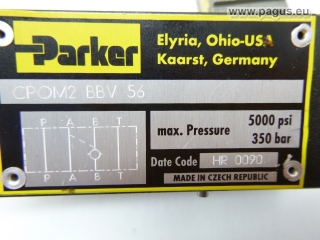 www.pagus.eu
Parker
Elyria, Ohio-USA
Kaarst, Germany
CPOM2 BBV 56
P A B T
P A B T
max. Pressure 5000 psi
350 bar
Date Code HR 0090
MADE IN CZECH REPUBLIC